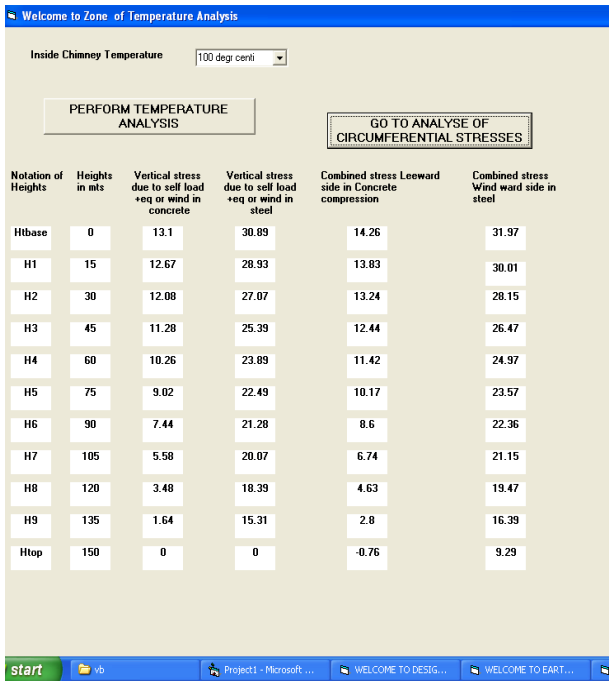 Welcome to Zone of Temperature Analysis
Inside Chimney Temperature
100 degr centi
PERFORM TEMPERATURE
ANALYSIS
GO TO ANALYSE OF
CIRCUMFERENTIAL STRESSES
Notation of Heights Vertical stress Vertical stress Combined stress Leeward Combined stress
Heights in mts due to self load due to self load side in Concrete Wind ward side in
+eq or wind in +eq or wind in compression steel
concrete steel
Htbase 0 13.1 30.89 14.26 31.97
H1 15 12.67 28.93 13.83 30.01
H2 30 12.08 27.07 13.24 28.15
H3 45 11.28 25.39 12.44 26.47
H4 60 10.26 23.89 11.42 24.97
H5 75 9.02 22.49 10.17 23.57
H6 90 7.44 21.28 8.6 22.36
H7 105 5.58 20.07 6.74 21.15
H8 120 3.48 18.39 4.63 19.47
H9 135 1.64 15.31 2.8 16.39
Htop 150 0 0 -0.76 9.29
start vb Project1 - Microsoft ... WELCOME TO DESIG... WELCOME TO EART...